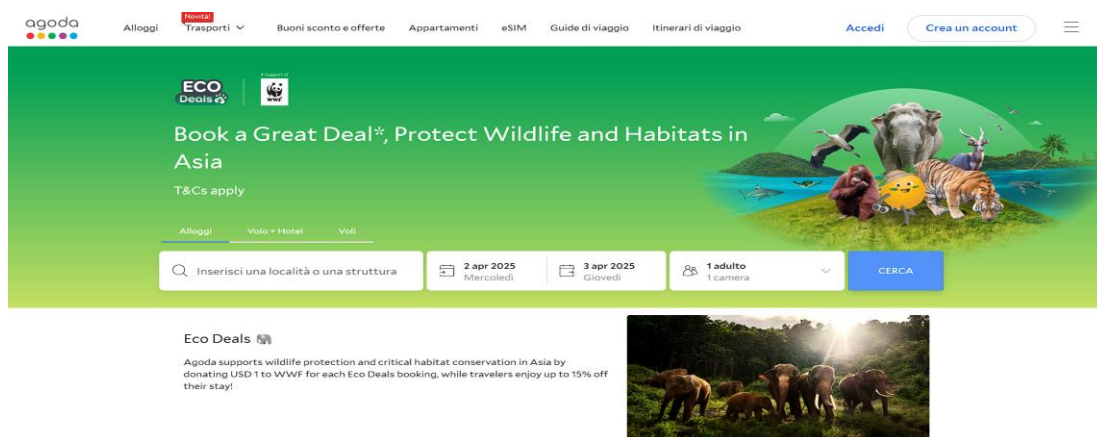 agoda
Novità!
Alloggi Trasporti Buoni sconto e offerte Appartamenti eSIM Guide di viaggio Itinerari di viaggio Accedi Crea un account
In Support of
ECO
Deals
WWF
Book a Great Deal*, Protect Wildlife and Habitats in
Asia
T&Cs apply
Alloggi Volo + Hotel Voli
Inserisci una località o una struttura
2 apr 2025
Mercoledì
3 apr 2025
Giovedì
1 adulto
1 camera
CERCA
Eco Deals
Agoda supports wildlife protection and critical habitat conservation in Asia by
donating USD 1 to WWF for each Eco Deals booking, while travelers enjoy up to 15% off
their stay!